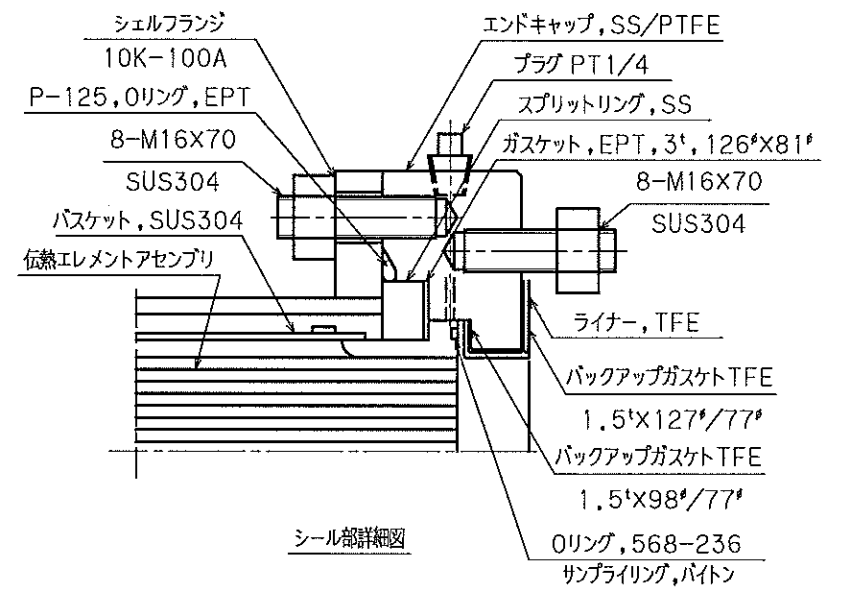 シェルフランジ
10K-100A
P-125,Oリング,EPT
8-M16X70
SUS304
バスケット,SUS304
伝熱エレメントアセンブリ
エンドキャップ,SS/PTFE
プラグ PT1/4
スプリットリング,SS
ガスケット,EPT,3ᵗ,126ᶲX81ᶲ
8-M16X70
SUS304
ライナー,TFE
バックアップガスケトTFE
1.5ᵗX127ᶲ/77ᶲ
バックアップガスケトTFE
1.5ᵗX98ᶲ/77ᶲ
Oリング,568-236
サンプライリング,バイトン
シール部詳細図